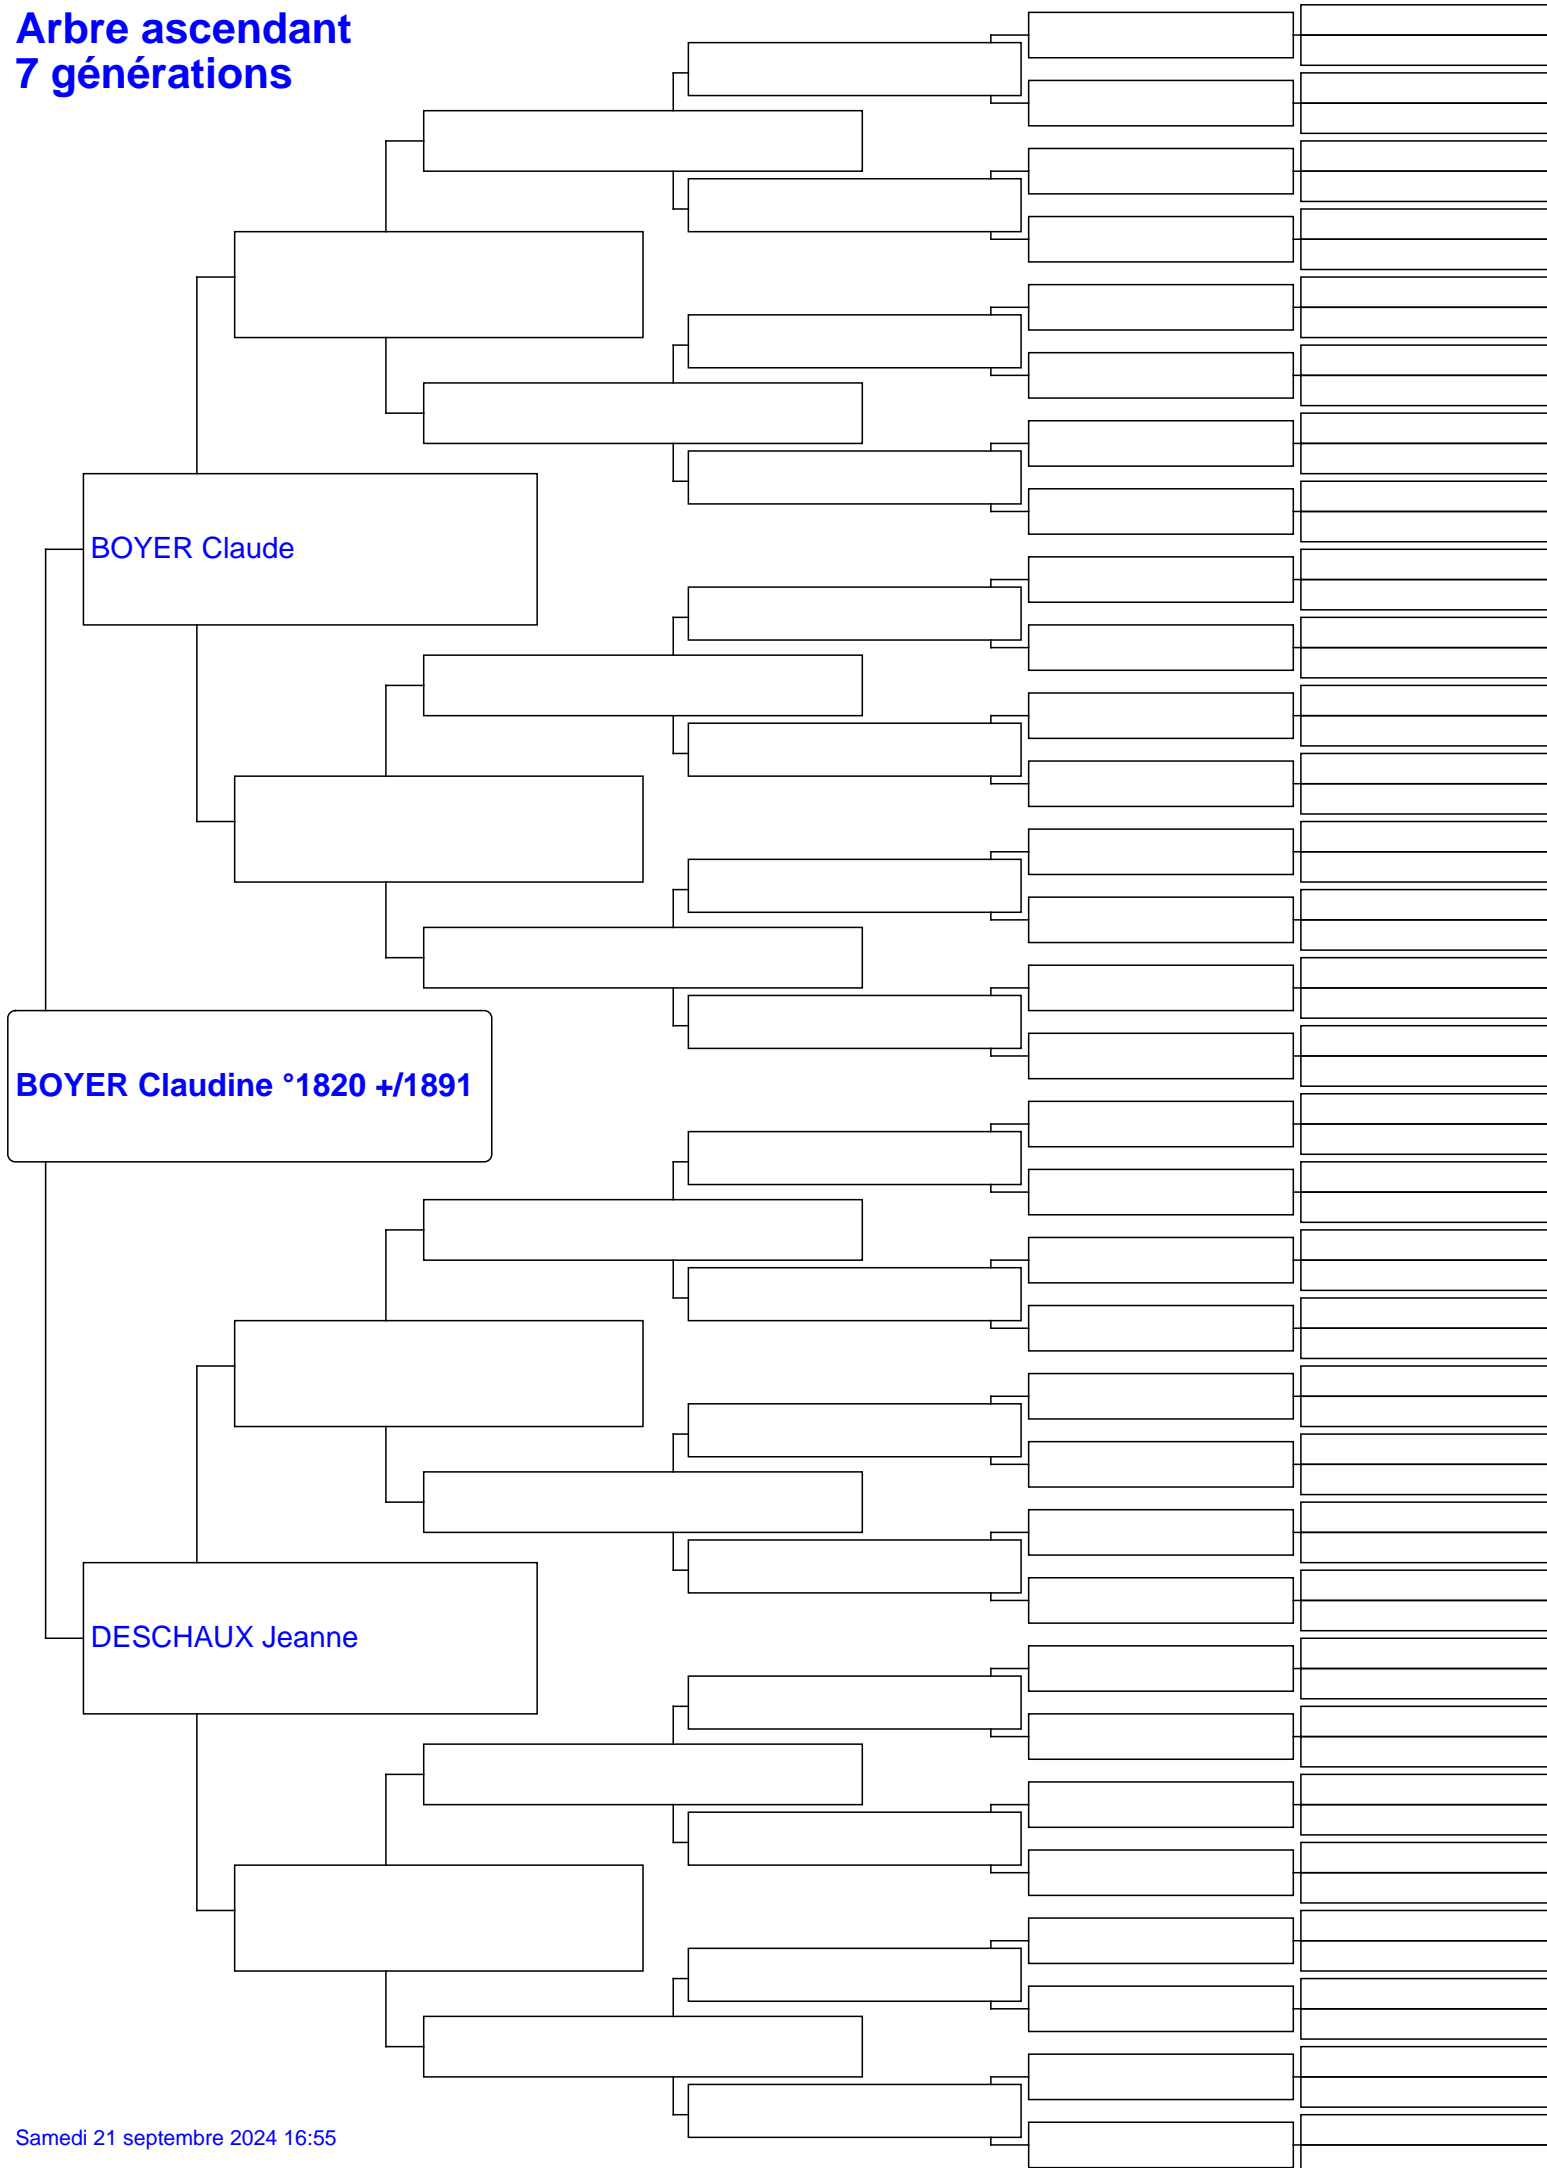 Arbre ascendant
7 générations
BOYER Claude
BOYER Claudine °1820 +/1891
DESCHAUX Jeanne
Samedi 21 septembre 2024 16:55